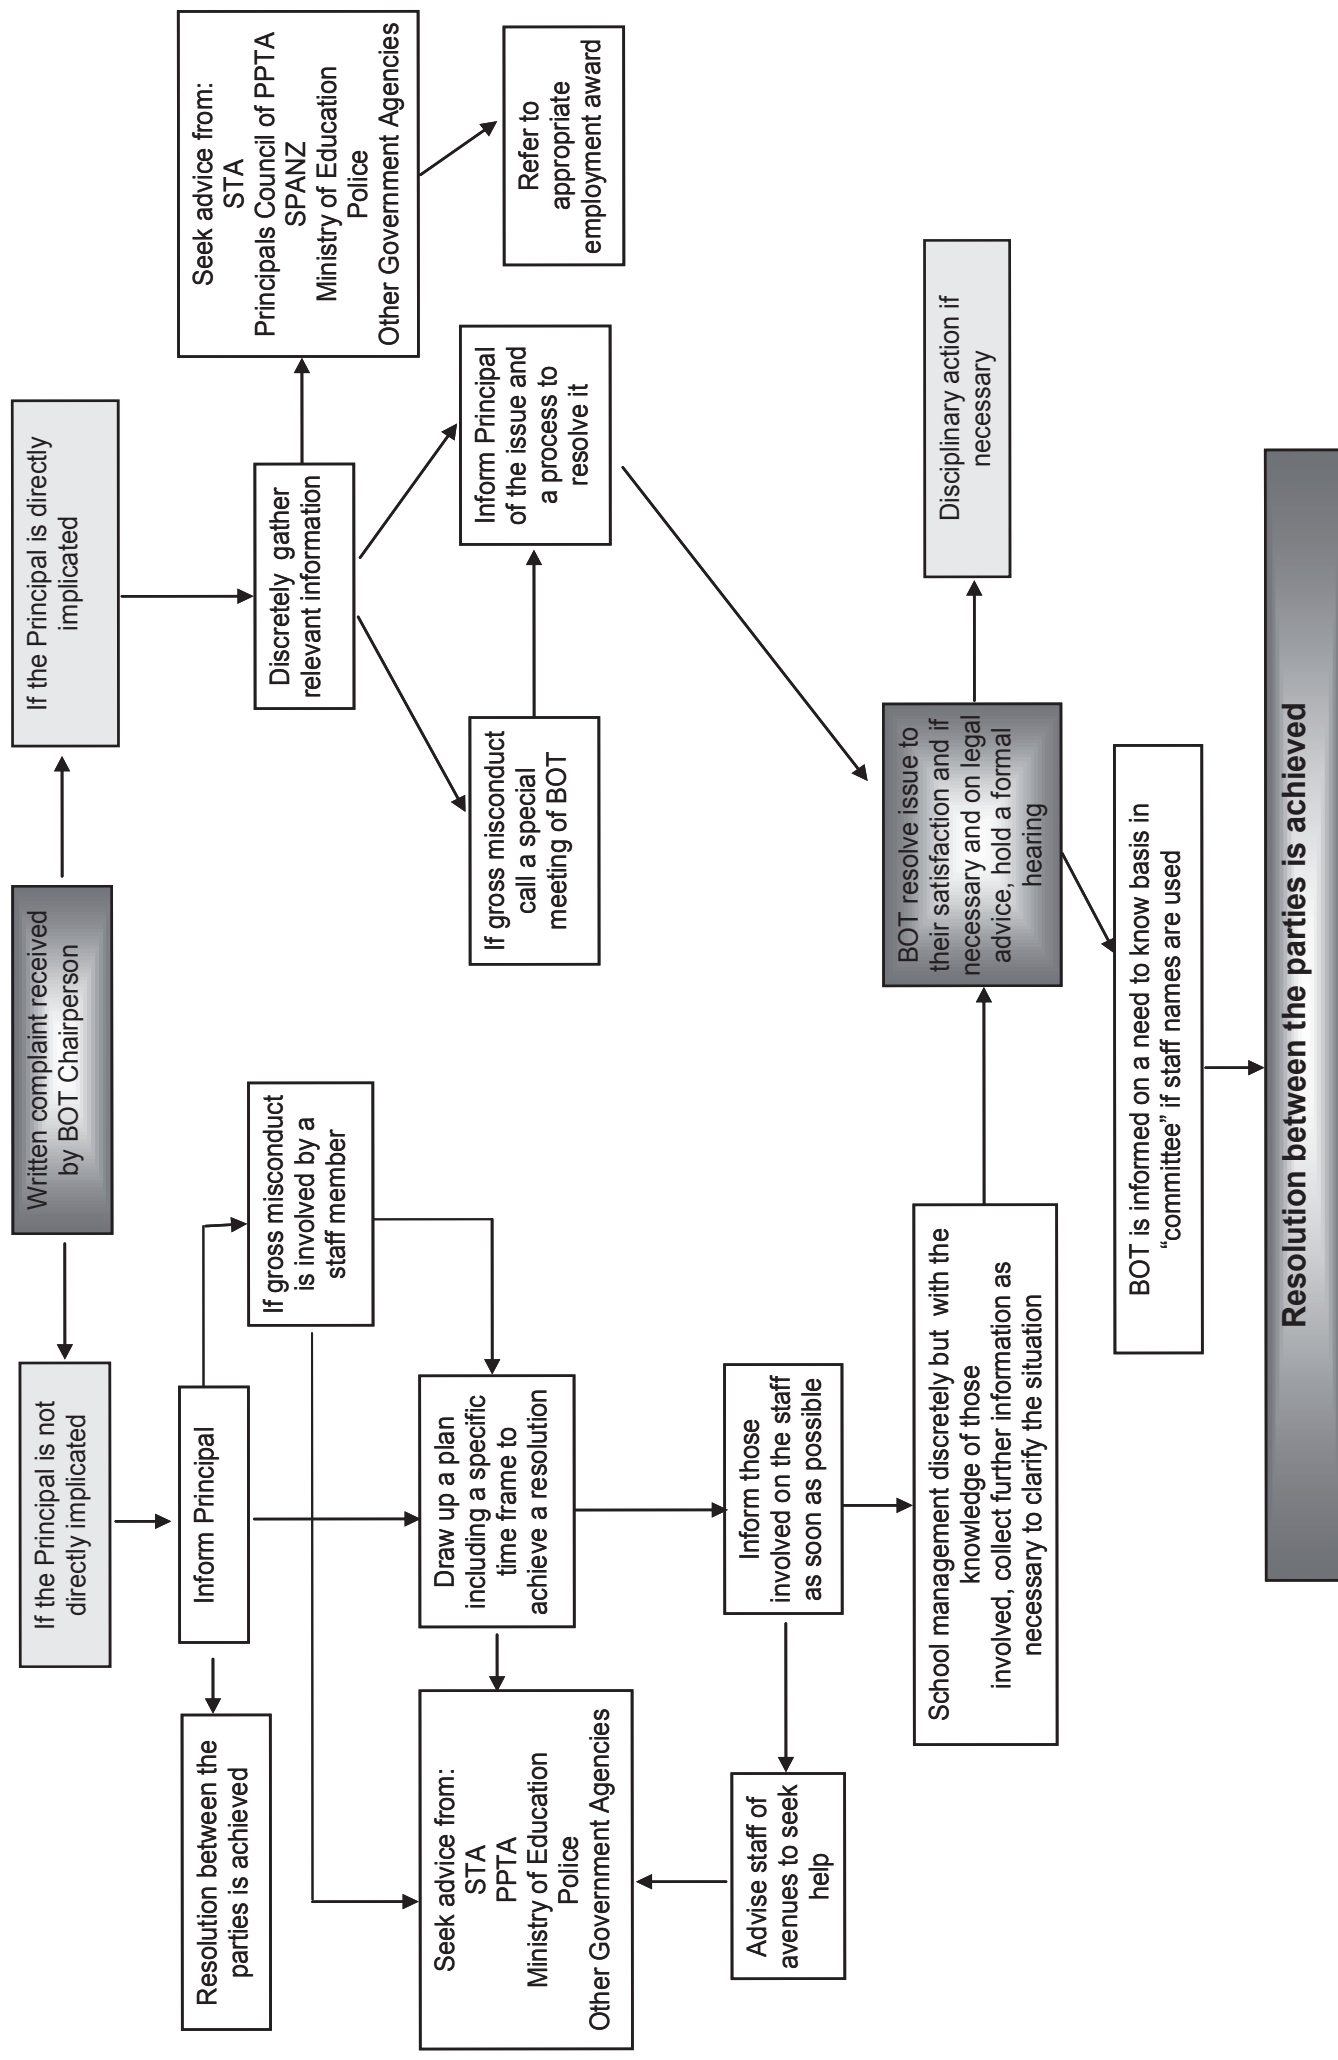 Written complaint received
by BOT Chairperson
If the Principal is not
directly implicated
If the Principal is directly
implicated
Resolution between the
parties is achieved
Inform Principal
If gross misconduct
is involved by a
staff member
Discretely gather
relevant information
Seek advice from:
STA
Principals Council of PPTA
SPANZ
Ministry of Education
Police
Other Government Agencies
Seek advice from:
STA
PPTA
Ministry of Education
Police
Other Government Agencies
Draw up a plan
including a specific
time frame to
achieve a resolution
If gross misconduct
call a special
meeting of BOT
Inform Principal
of the issue and
a process to
resolve it
Refer to
appropriate
employment award
Advise staff of
avenues to seek
help
Inform those
involved on the staff
as soon as possible
School management discretely but with the
knowledge of those
involved, collect further information as
necessary to clarify the situation
BOT resolve issue to
their satisfaction and if
necessary and on legal
advice, hold a formal
hearing
Disciplinary action if
necessary
BOT is informed on a need to know basis in
“committee” if staff names are used
Resolution between the parties is achieved